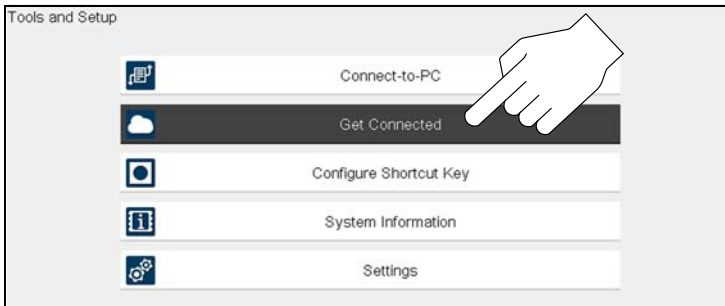 Tools and Setup
Connect-to-PC
Get Connected
Configure Shortcut Key
System Information
Settings